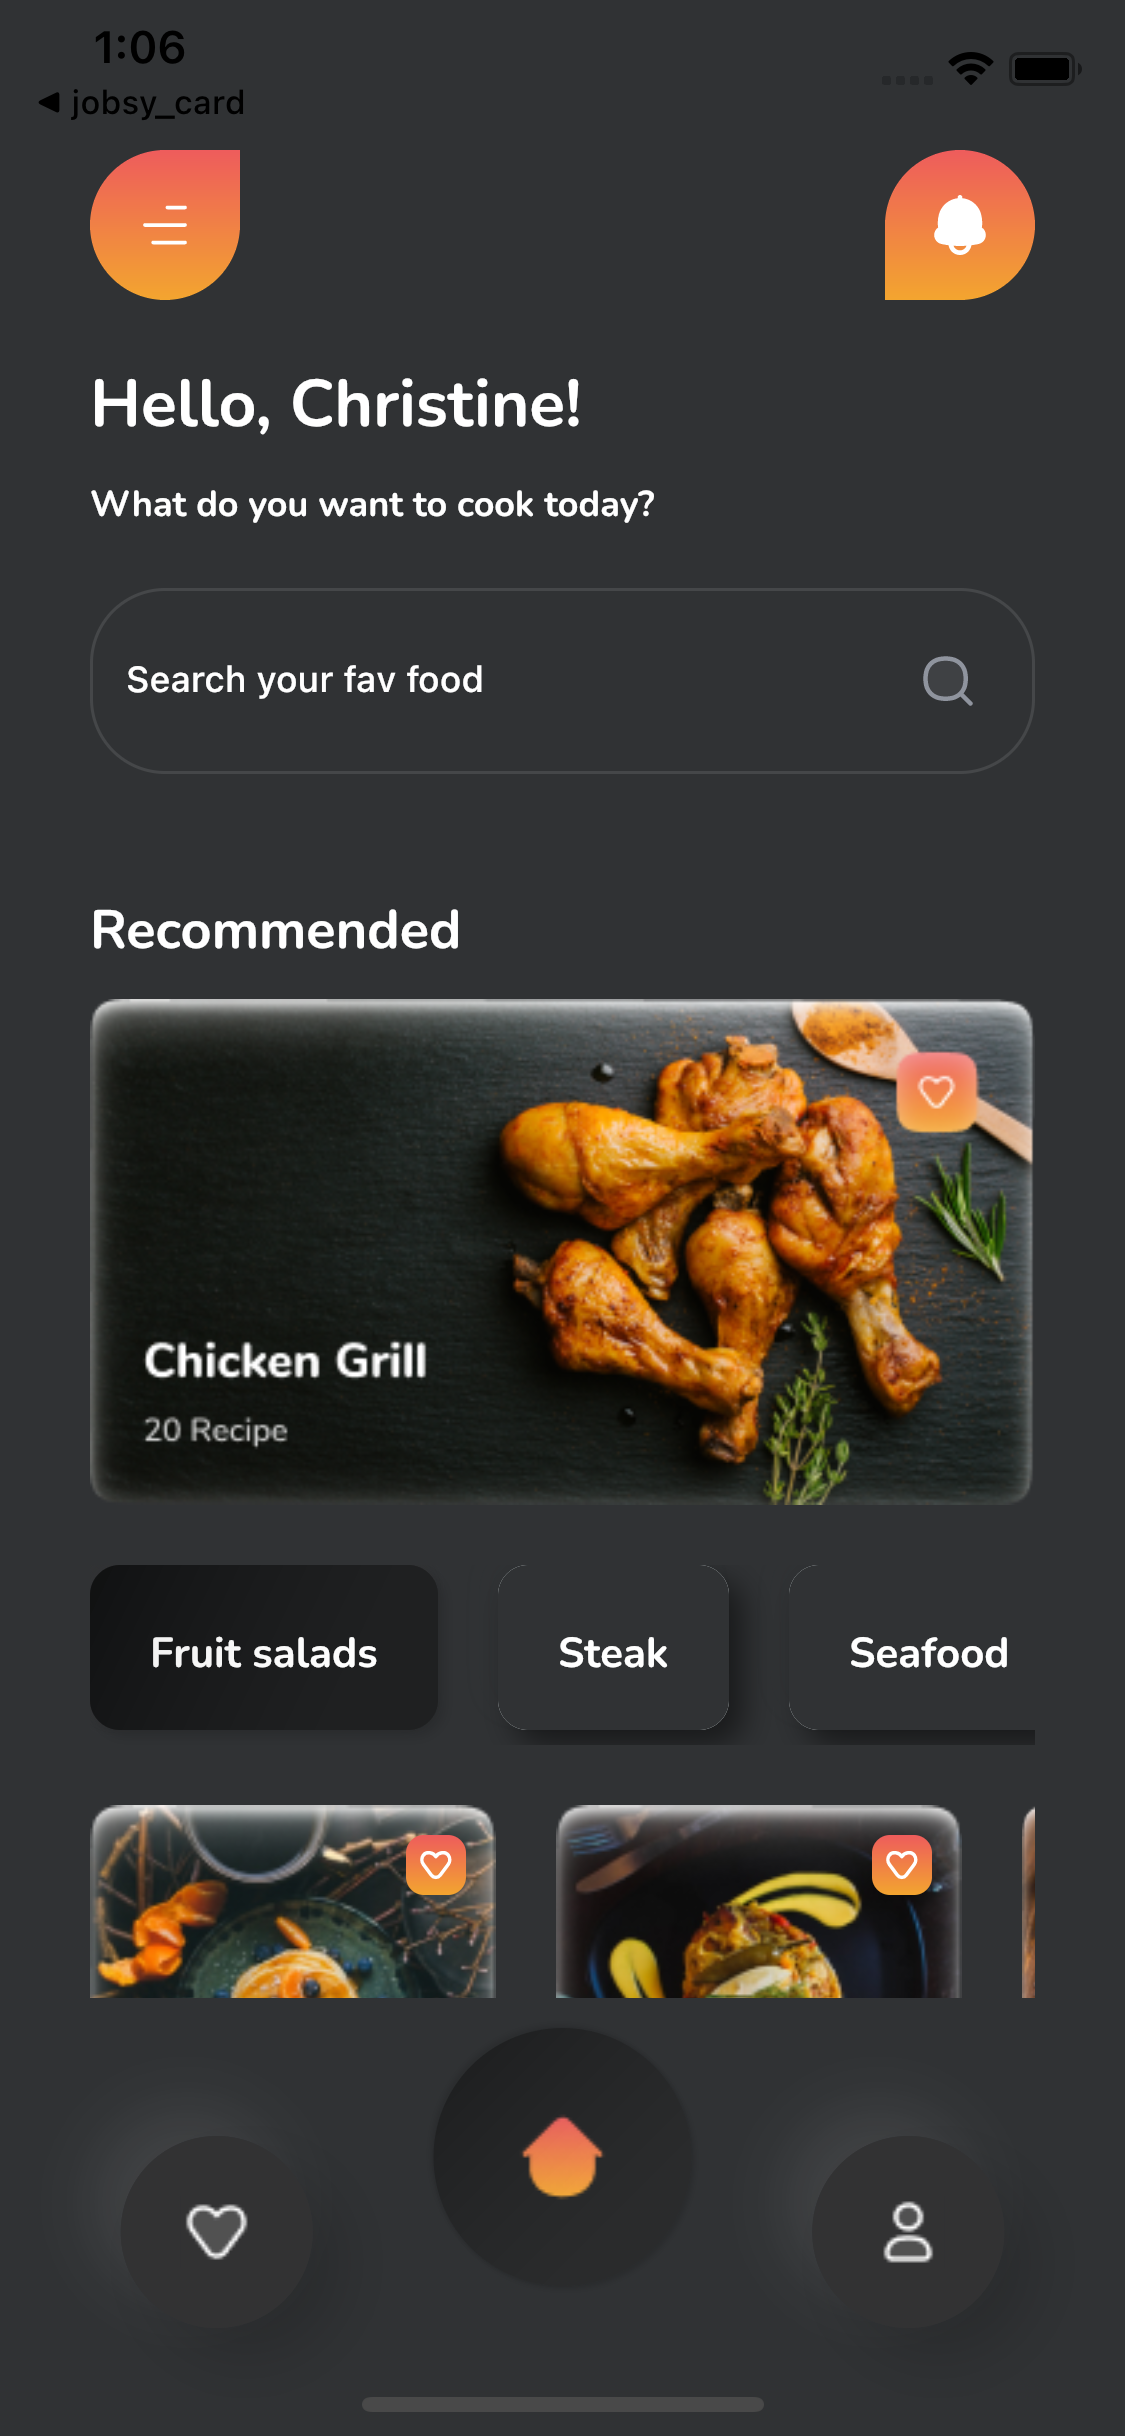 1:06
jobsy_card
Hello, Christine!
What do you want to cook today?
Search your fav food
Recommended
Chicken Grill
20 Recipe
Fruit salads
Steak
Seafood